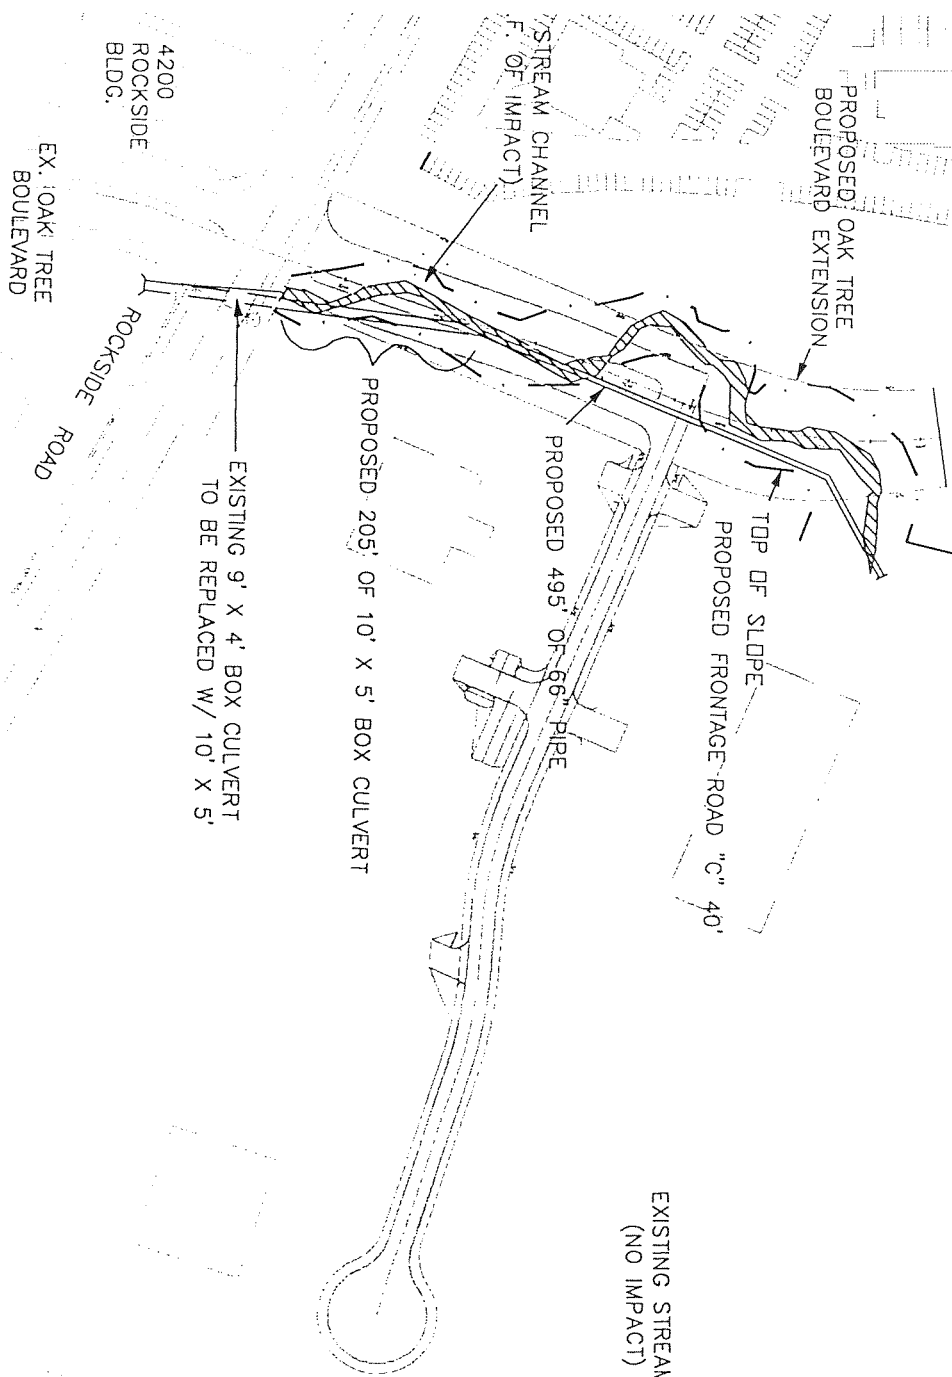 PROPOSED OAK TREE
BOULEVARD EXTENSION
STREAM CHANNEL
F. OF IMPACT)
4200
ROCKSIDE
BLDG.
EX. OAK TREE
BOULEVARD
ROCKSIDE ROAD
TOP OF SLOPE
PROPOSED FRONTAGE ROAD "C" 40'
PROPOSED 495' OF 66" PIPE
PROPOSED 205' OF 10' X 5' BOX CULVERT
EXISTING 9' X 4' BOX CULVERT
TO BE REPLACED W/ 10' X 5'
EXISTING STREAM
(NO IMPACT)